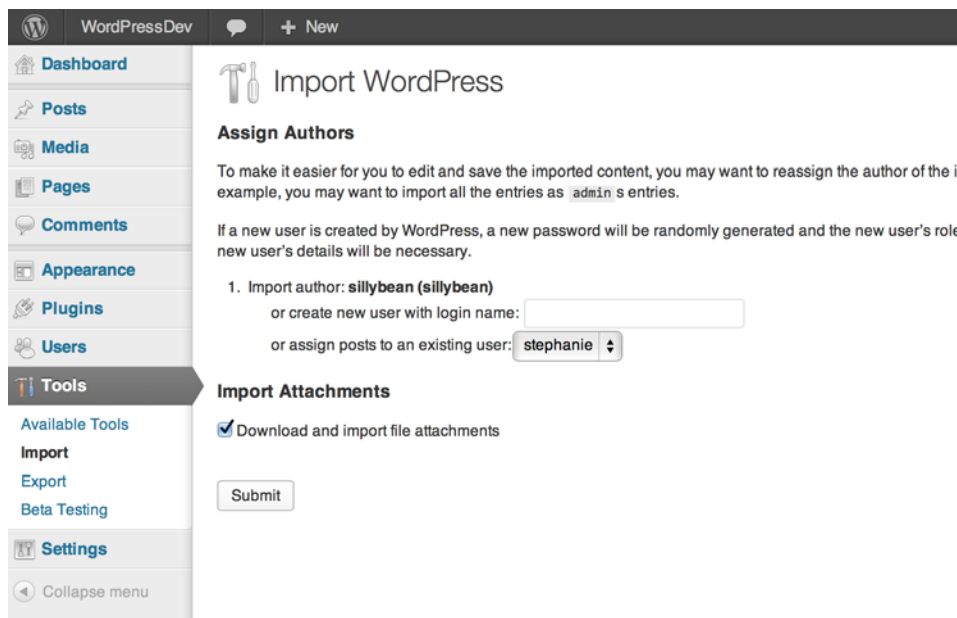 WordPressDev + New
Dashboard
Posts
Media
Pages
Comments
Appearance
Plugins
Users
Tools
Available Tools
Import
Export
Beta Testing
Settings
Collapse menu
Import WordPress
Assign Authors
To make it easier for you to edit and save the imported content, you may want to reassign the author of the
example, you may want to import all the entries as admin s entries.
If a new user is created by WordPress, a new password will be randomly generated and the new user's role
new user's details will be necessary.
1. Import author: sillybean (sillybean)
or create new user with login name:
or assign posts to an existing user: stephanie
Import Attachments
Download and import file attachments
Submit